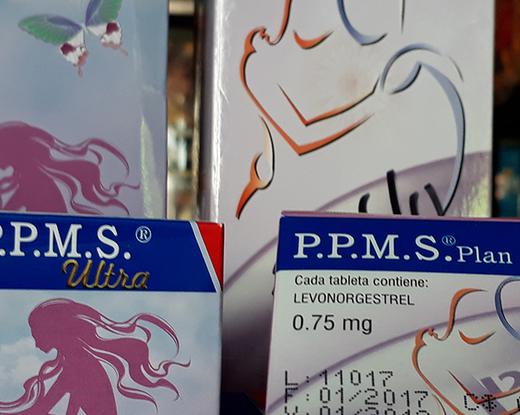 P.P.M.S.®
Ultra
P.P.M.S.® Plan
Cada tableta contiene:
LEVONORGESTREL
0.75 mg
L:11017
F:01/2017